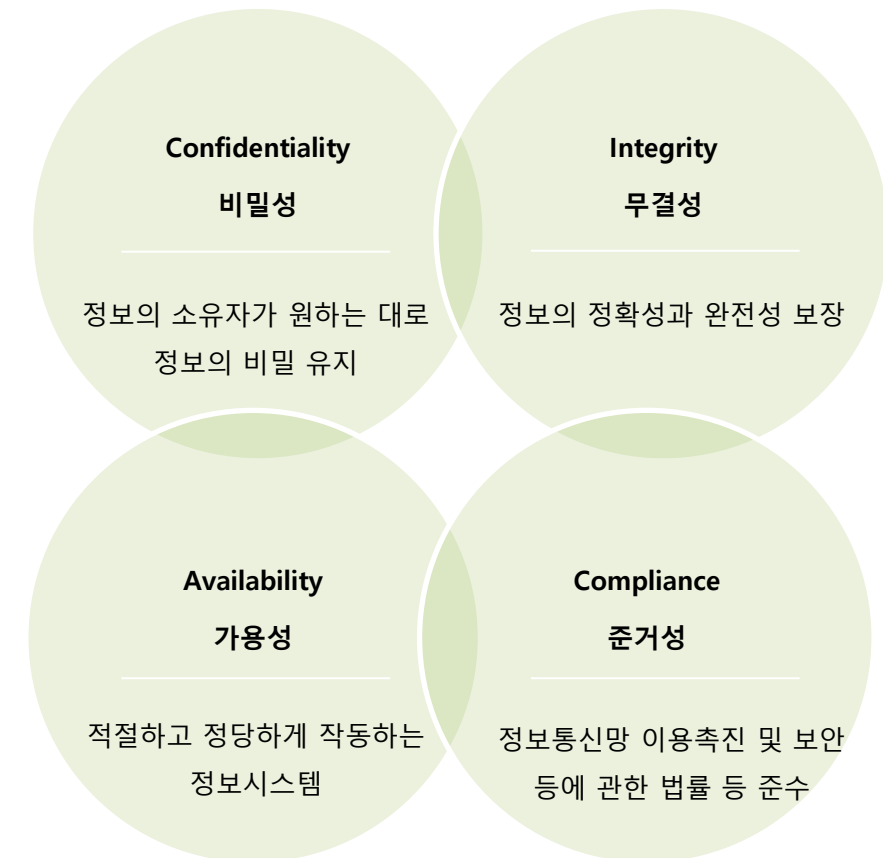 Confidentiality
비밀성
정보의 소유자가 원하는 대로
정보의 비밀 유지
Integrity
무결성
정보의 정확성과 완전성 보장
Availability
가용성
적절하고 정당하게 작동하는
정보시스템
Compliance
준거성
정보통신망 이용촉진 및 보안
등에 관한 법률 등 준수